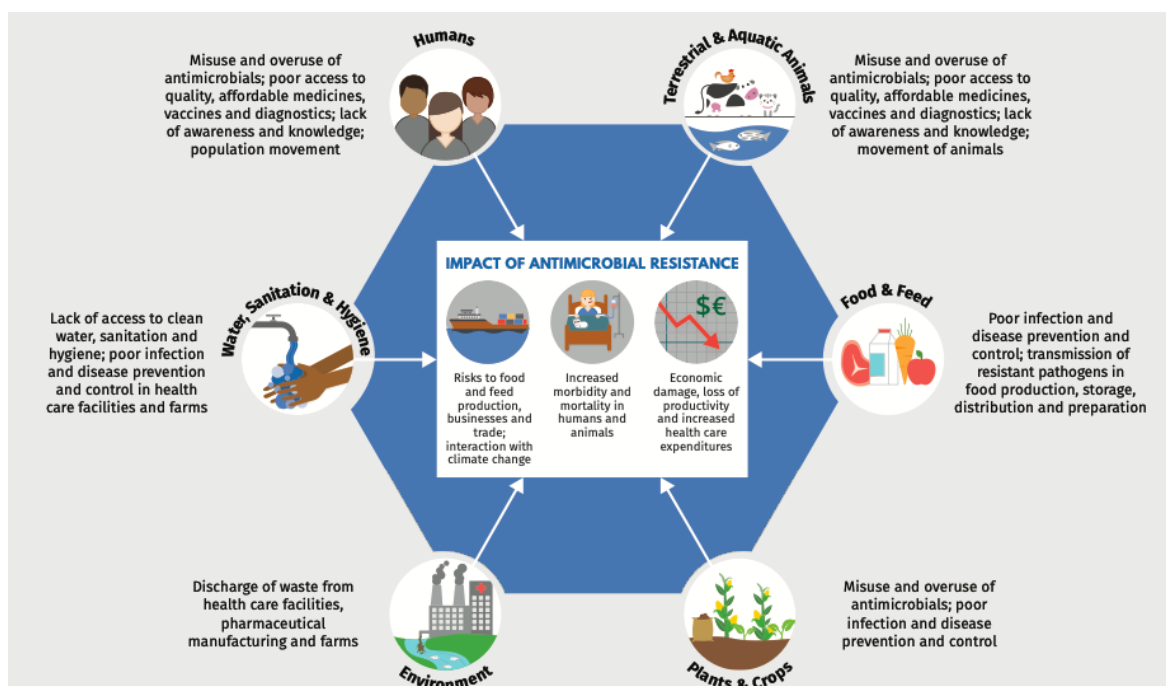 Humans
Misuse and overuse of
antimicrobials; poor access to
quality, affordable medicines,
vaccines and diagnostics; lack
of awareness and knowledge;
population movement
Terrestrial & Aquatic Animals
Misuse and overuse of
antimicrobials; poor access to
quality, affordable medicines,
vaccines and diagnostics; lack
of awareness and knowledge;
movement of animals
Water, Sanitation & Hygiene
Lack of access to clean
water, sanitation and
hygiene; poor infection
and disease prevention
and control in health
care facilities and farms
IMPACT OF ANTIMICROBIAL RESISTANCE
$€
Risks to food
and feed
production,
businesses and
trade;
interaction with
climate change
Increased
morbidity and
mortality in
humans and
animals
Economic
damage, loss of
productivity
and increased
health care
expenditures
Food & Feed
Poor infection and
disease prevention and
control; transmission of
resistant pathogens in
food production, storage,
distribution and preparation
Discharge of waste from
health care facilities,
pharmaceutical
manufacturing and farms
Environment
Misuse and overuse of
antimicrobials; poor
infection and disease
prevention and control
Plants & Crops